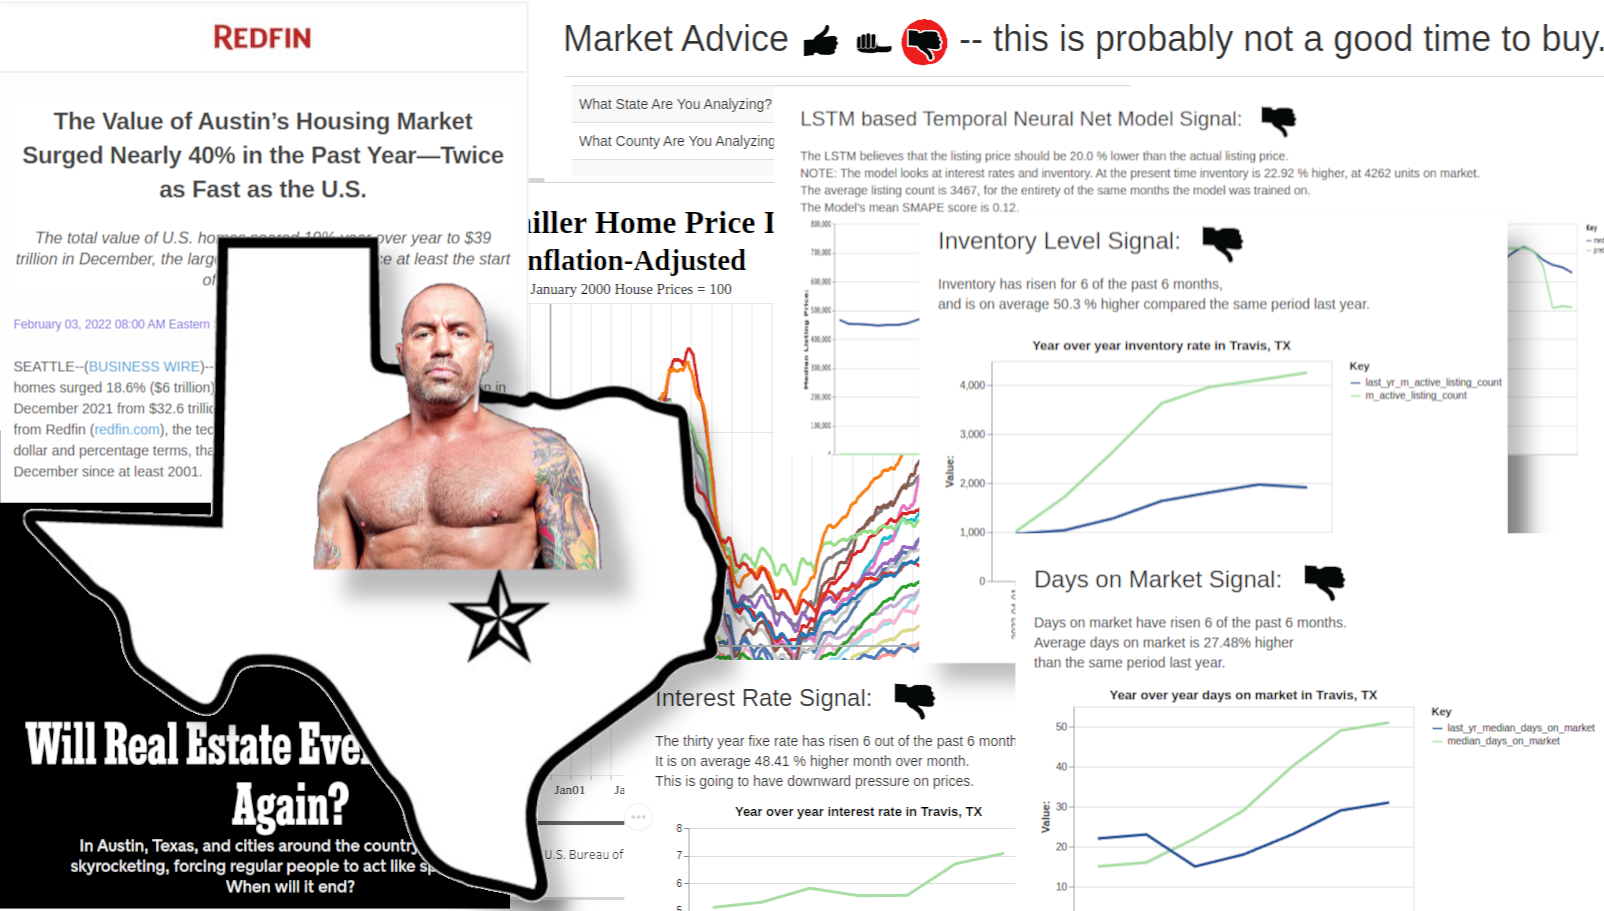 REDFIN
The Value of Austin's Housing Market
Surged Nearly 40% in the Past Year—Twice
as Fast as the U.S.
The total value of U.S. homes soared 19% year over year to $39
trillion in December, the larg ce at least the start
of
February 03, 2022 08:00 AM Eastern
SEATTLE--(BUSINESS WIRE)--
homes surged 18.6% ($6 trillion) in
December 2021 from $32.6
from Redfin (redfin.com), the
dollar and percentage terms,
December since at least 2001.
Will Real Estate Eve
Again?
In Austin, Texas, and cities around the country
skyrocketing, forcing regular people to act like
When will it end?
Market Advice -- this is probably not a good time to buy.
What State Are You Analyzing?
What County Are You Analyzing
iller Home Price I
nflation-Adjusted
January 2000 House Prices = 100
Jan01 Ja
U.S. Bureau of
LSTM based Temporal Neural Net Model Signal:
The LSTM believes that the listing price should be 20.0 % lower than the actual listing price.
NOTE: The model looks at interest rates and inventory. At the present time inventory is 22.92 % higher, at 4262 units on market.
The average listing count is 3467, for the entirety of the same months the model was trained on.
The Model's mean SMAPE score is 0.12.
Median Listing Price:
800,000
700,000
600,000
500,000
400,000
300,000
200,000
100,000
Key
med
pred
Inventory Level Signal:
Inventory has risen for 6 of the past 6 months,
and is on average 50.3 % higher compared the same period last year.
Year over year inventory rate in Travis, TX
Key
last_yr_m_active_listing_count
m_active_listing_count
Value:
4,000
3,000
2,000
1,000
0
2022-04-01
Days on Market Signal:
Days on market have risen 6 of the past 6 months.
Average days on market is 27.48% higher
than the same period last year.
Year over year days on market in Travis, TX
Key
last_yr_median_days_on_market
median_days_on_market
Value:
50
40
30
20
10
Interest Rate Signal:
The thirty year fixe rate has risen 6 out of the past 6 month
It is on average 48.41 % higher month over month.
This is going to have downward pressure on prices.
Year over year interest rate in Travis, TX
8
7
6
5